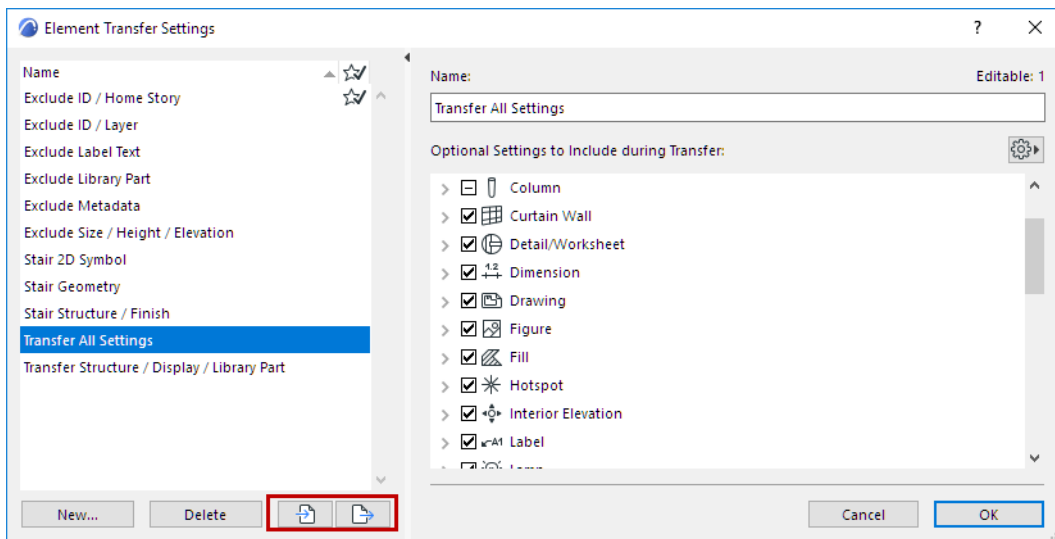 Element Transfer Settings
?
Name
Exclude ID / Home Story
Exclude ID / Layer
Exclude Label Text
Exclude Library Part
Exclude Metadata
Exclude Size / Height / Elevation
Stair 2D Symbol
Stair Geometry
Stair Structure / Finish
Transfer All Settings
Transfer Structure / Display / Library Part
New...
Delete
Name:
Editable: 1
Transfer All Settings
Optional Settings to Include during Transfer:
Column
Curtain Wall
Detail/Worksheet
1.2
Dimension
Drawing
Figure
Fill
Hotspot
Interior Elevation
A1 Label
Cancel
OK